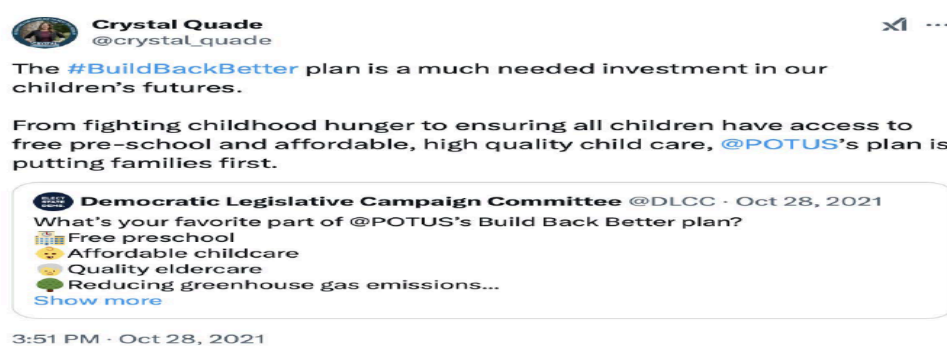 Crystal Quade
@crystal_quade
The #BuildBackBetter plan is a much needed investment in our
children’s futures.
From fighting childhood hunger to ensuring all children have access to
free pre-school and affordable, high quality child care, @POTUS’s plan is
putting families first.
Democratic Legislative Campaign Committee @DLCC · Oct 28, 2021
What’s your favorite part of @POTUS’s Build Back Better plan?
Free preschool
Affordable childcare
Quality eldercare
Reducing greenhouse gas emissions...
Show more
3:51 PM · Oct 28, 2021